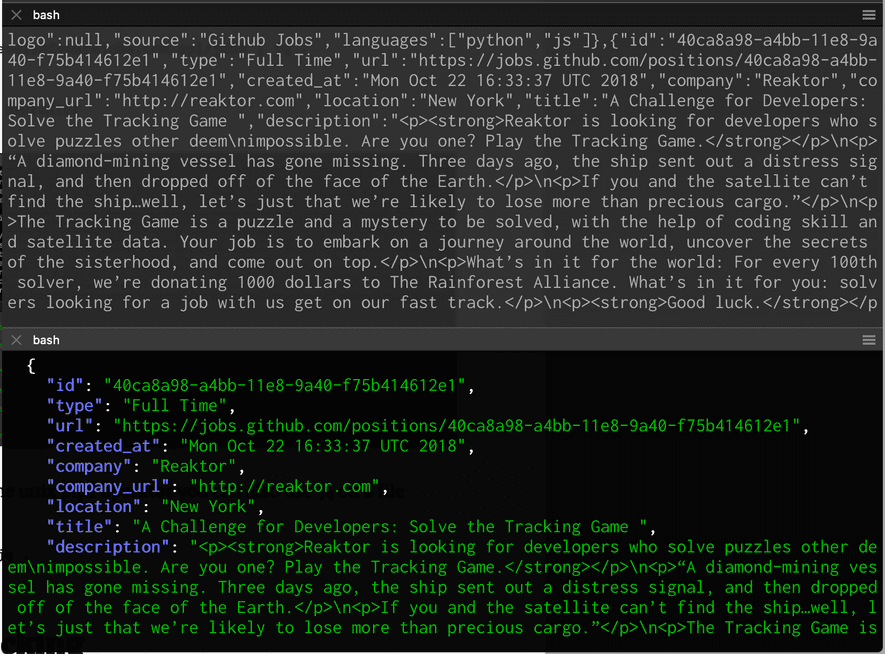 bash
logo":null,"source":"Github Jobs","languages":["python","js"]},{"id":"40ca8a98-a4bb-11e8-9a
40-f75b414612e1","type":"Full Time","url":"https://jobs.github.com/positions/40ca8a98-a4bb-
11e8-9a40-f75b414612e1","created_at":"Mon Oct 22 16:33:37 UTC 2018","company":"Reaktor","co
mpany_url":"http://reaktor.com","location":"New York","title":"A Challenge for Developers:
Solve the Tracking Game ","description":"<p><strong>Reaktor is looking for developers who s
olve puzzles other deem\nimpossible. Are you one? Play the Tracking Game.</strong></p>\n<p>
“A diamond-mining vessel has gone missing. Three days ago, the ship sent out a distress sig
nal, and then dropped off of the face of the Earth.</p>\n<p>If you and the satellite can’t
find the ship…well, let’s just that we’re likely to lose more than precious cargo.”</p>\n<p
>The Tracking Game is a puzzle and a mystery to be solved, with the help of coding skill an
d satellite data. Your job is to embark on a journey around the world, uncover the secrets
of the sisterhood, and come out on top.</p>\n<p>What’s in it for the world: For every 100th
solver, we’re donating 1000 dollars to The Rainforest Alliance. What’s in it for you: solv
ers looking for a job with us get on our fast track.</p>\n<p><strong>Good luck.</strong></p
bash
{
"id": "40ca8a98-a4bb-11e8-9a40-f75b414612e1",
"type": "Full Time",
"url": "https://jobs.github.com/positions/40ca8a98-a4bb-11e8-9a40-f75b414612e1",
"created_at": "Mon Oct 22 16:33:37 UTC 2018",
"company": "Reaktor",
"company_url": "http://reaktor.com",
"location": "New York",
"title": "A Challenge for Developers: Solve the Tracking Game ",
"description": "<p><strong>Reaktor is looking for developers who solve puzzles other de
em\nimpossible. Are you one? Play the Tracking Game.</strong></p>\n<p>“A diamond-mining ves
sel has gone missing. Three days ago, the ship sent out a distress signal, and then dropped
off of the face of the Earth.</p>\n<p>If you and the satellite can’t find the ship…well, l
et’s just that we’re likely to lose more than precious cargo.”</p>\n<p>The Tracking Game is